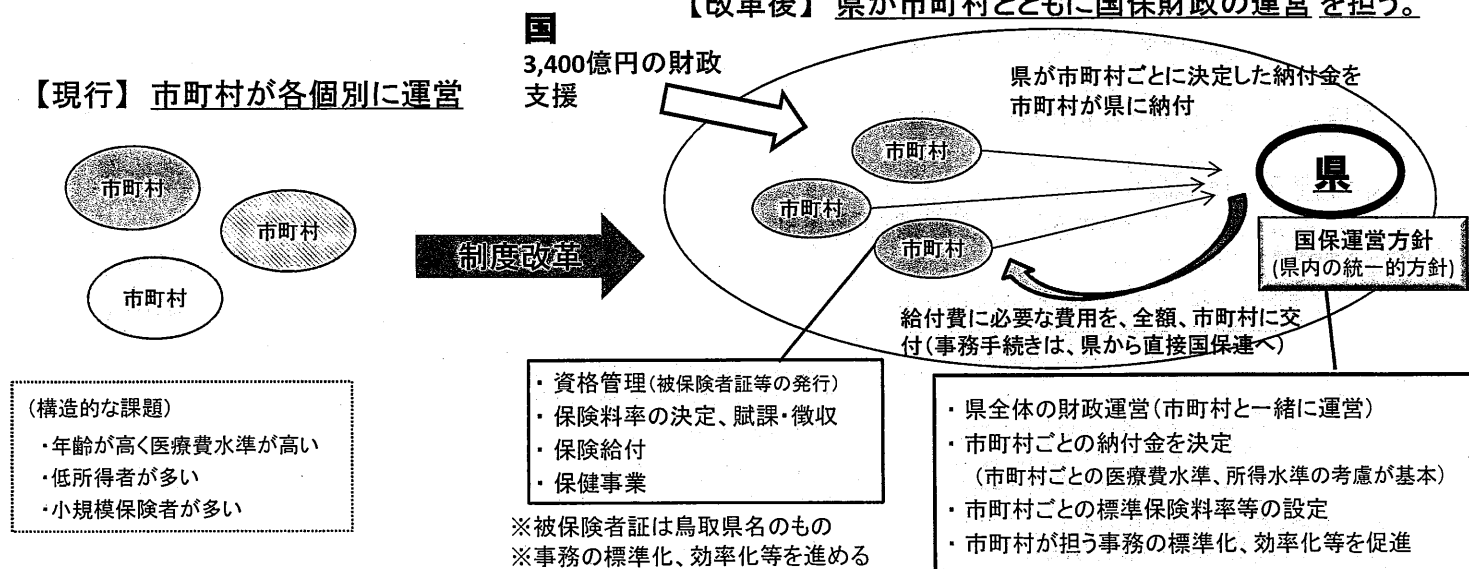 【改革後】 県が市町村とともに国保財政の運営 を担う。
国
3,400億円の財政
支援
【現行】 市町村が各個別に運営
県が市町村ごとに決定した納付金を
市町村が県に納付
市町村
市町村
市町村
制度改革
市町村
市町村
市町村
県
国保運営方針
(県内の統一的方針)
給付費に必要な費用を、全額、市町村に交
付(事務手続きは、県から直接国保連へ)
(構造的な課題)
・年齢が高く医療費水準が高い
・低所得者が多い
・小規模保険者が多い
・ 資格管理(被保険者証等の発行)
・ 保険料率の決定、賦課・徴収
・ 保険給付
・ 保健事業
※被保険者証は鳥取県名のもの
※事務の標準化、効率化等を進める
・ 県全体の財政運営(市町村と一緒に運営)
・ 市町村ごとの納付金を決定
(市町村ごとの医療費水準、所得水準の考慮が基本)
・ 市町村ごとの標準保険料率等の設定
・ 市町村が担う事務の標準化、効率化等を促進